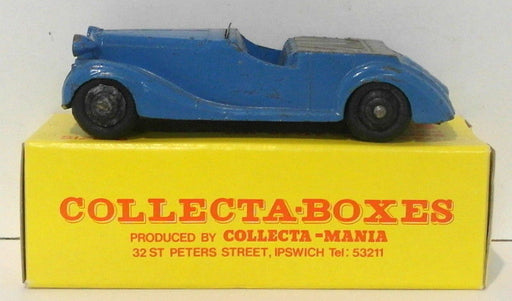 COLLECTA-BOXES
PRODUCED BY COLLECTA-MANIA
32 ST PETERS STREET, IPSWICH Tel: 53211